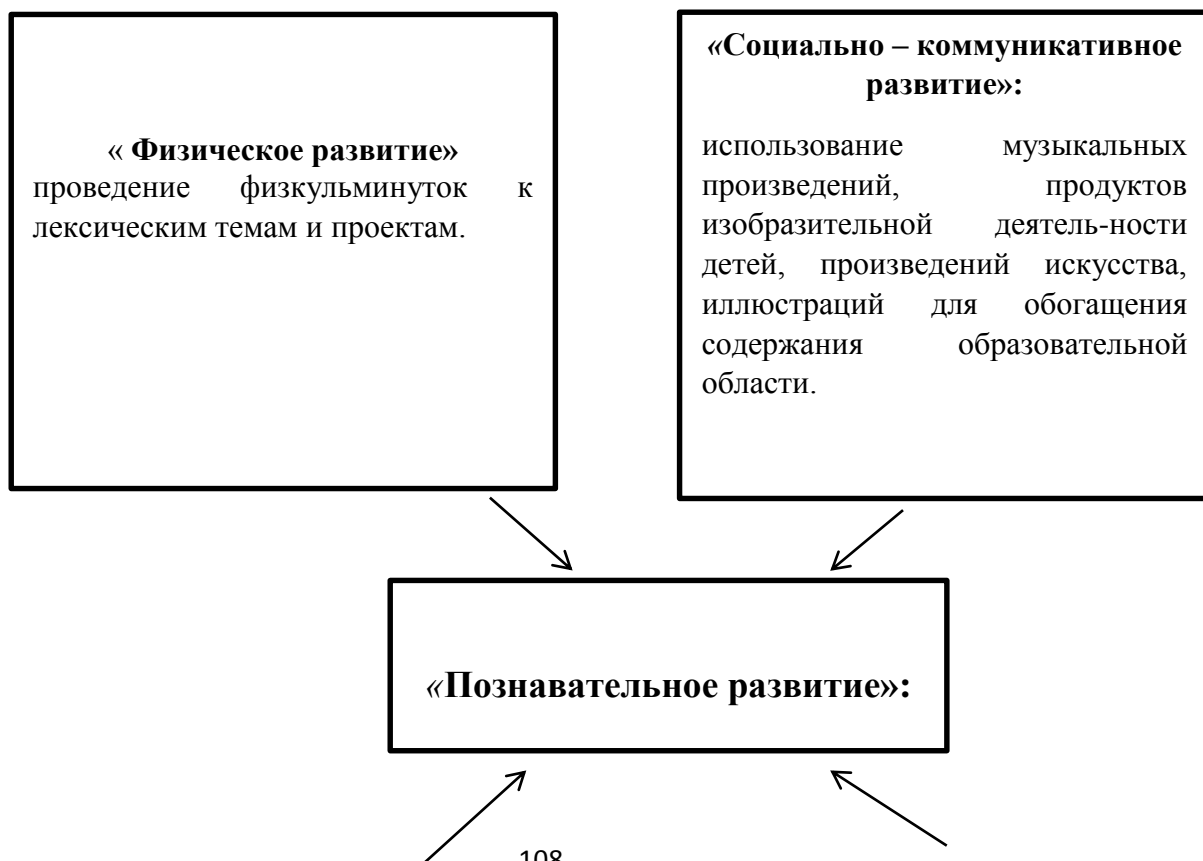 « Физическое развитие»
проведение физкульминуток к
лексическим темам и проектам.
«Социально – коммуникативное
развитие»:
использование музыкальных
произведений, продуктов
изобразительной деятель-ности
детей, произведений искусства,
иллюстраций для обогащения
содержания образовательной
области.
«Познавательное развитие»:
108